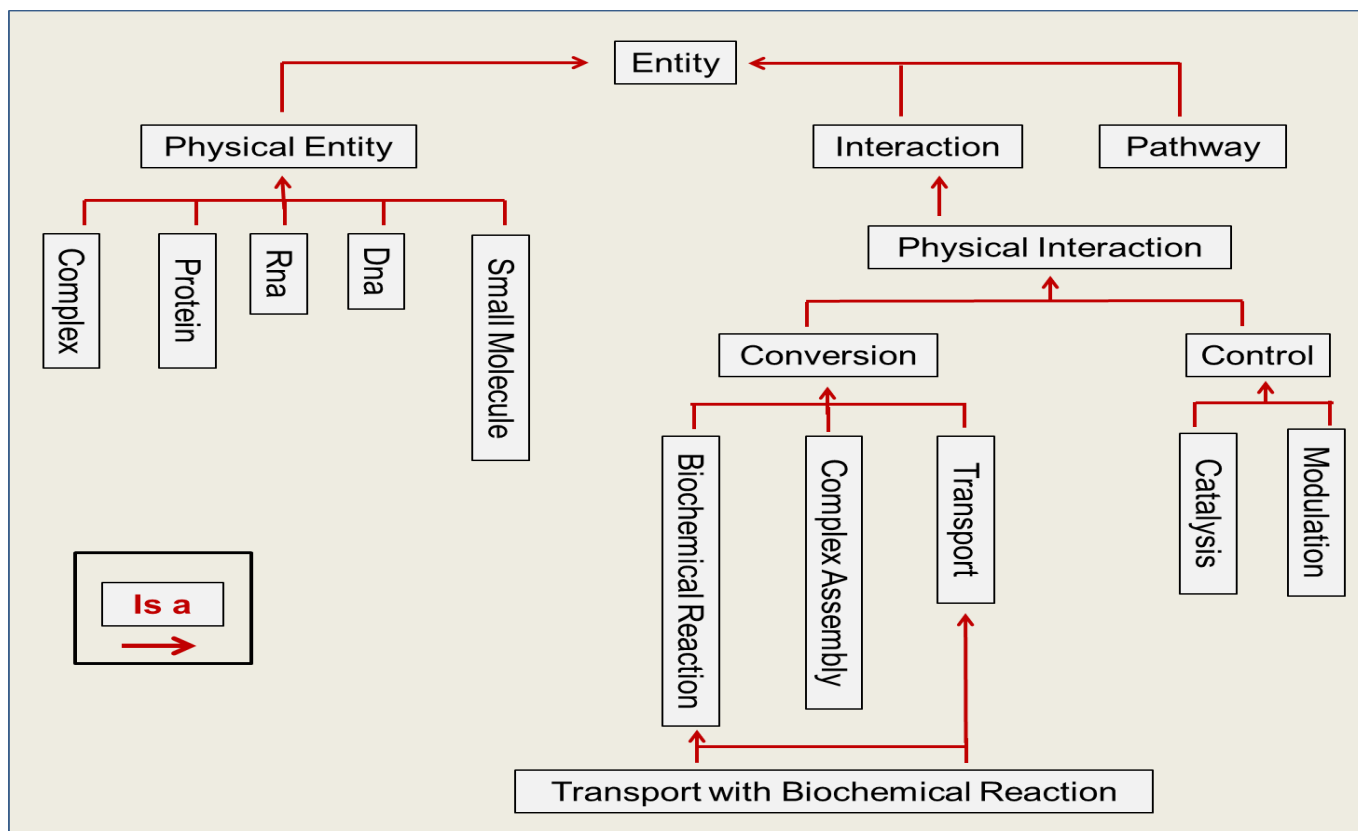 Entity
Physical Entity
Interaction
Pathway
Complex
Protein
Rna
Dna
Small Molecule
Physical Interaction
Conversion
Control
Biochemical Reaction
Complex Assembly
Transport
Catalysis
Modulation
Is a
Transport with Biochemical Reaction